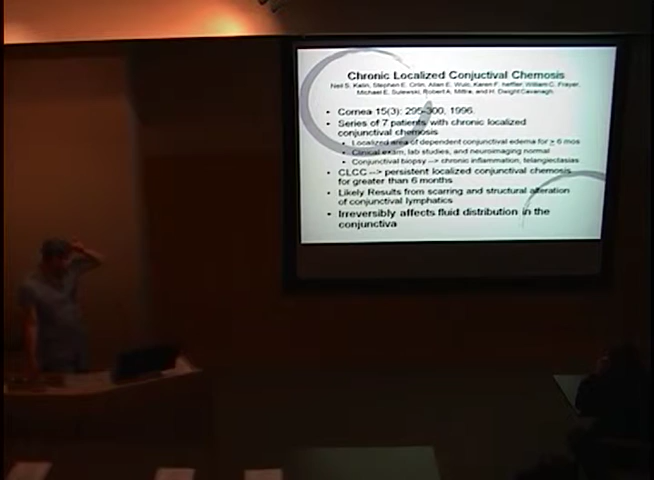 Chronic Localized Conjuctival Chemosis
Neil S. Kalin, Stephen E. Orlin, Allan E. Wulc, Karen F. heffler, William C. Frayer,
Michael E. Sulewski, Robert A. Mittra, and H. Dwight Cavanagh.
• Cornea 15(3): 295-300, 1996.
• Series of 7 patients with chronic localized
conjunctival chemosis
• Localized area of dependent conjunctival edema for > 6 mos
• Clinical exam, lab studies, and neuroimaging normal
• Conjunctival biopsy --> chronic inflammation, telangiectasias
• CLCC --> persistent localized conjunctival chemosis
for greater than 6 months
• Likely Results from scarring and structural alteration
of conjunctival lymphatics
• Irreversibly affects fluid distribution in the
conjunctiva